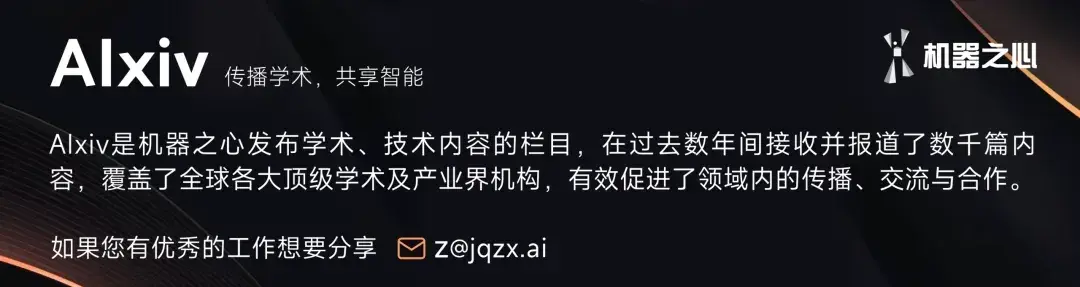 AIxiv 传播学术，共享智能
机器之心
AIxiv是机器之心发布学术、技术内容的栏目，在过去数年间接收并报道了数千篇内
容，覆盖了全球各大顶级学术及产业界机构，有效促进了领域内的传播、交流与合作。
如果您有优秀的工作想要分享 z@jqzx.ai